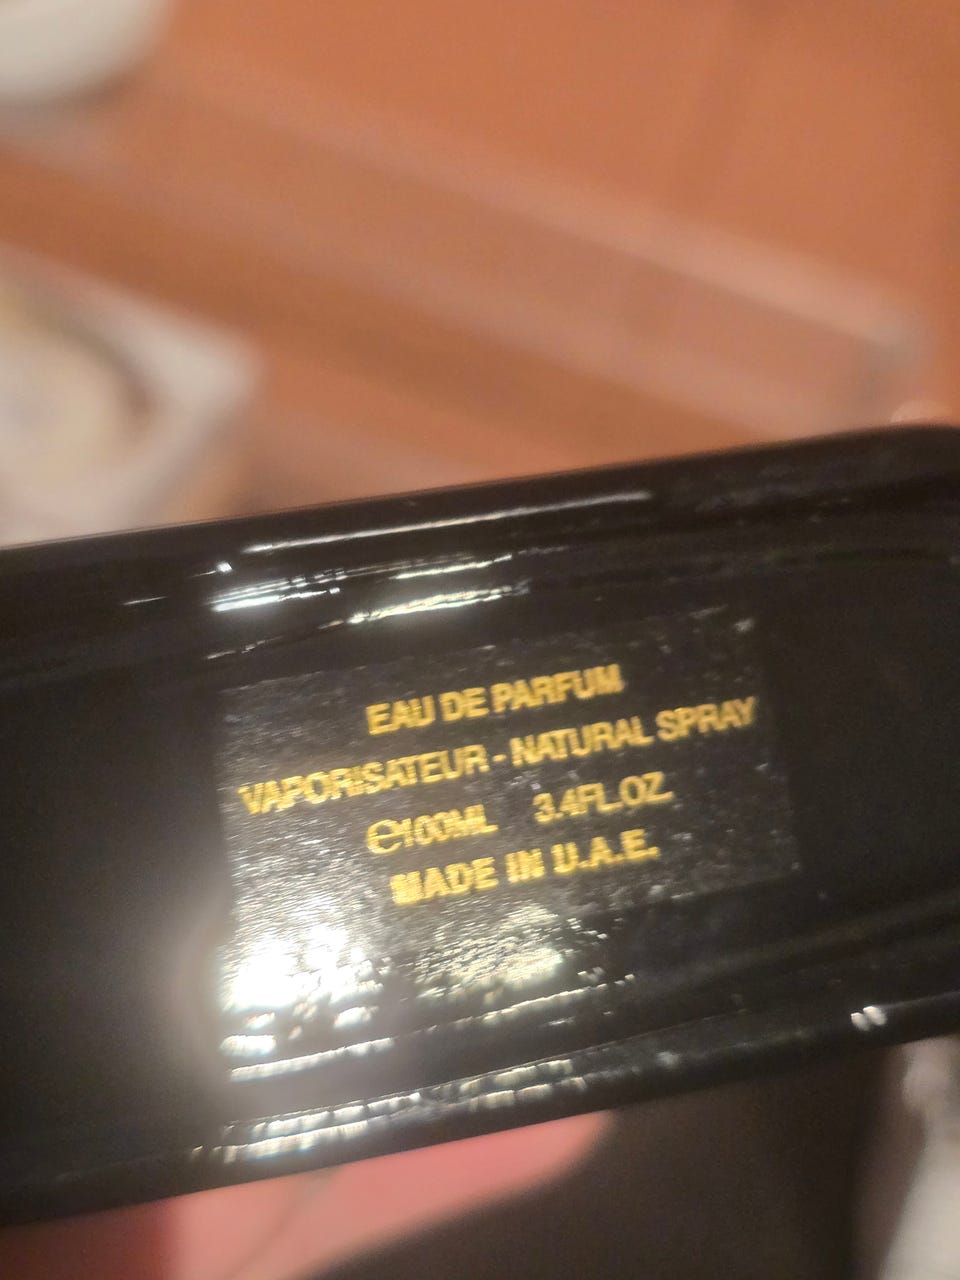 EAU DE PARFUM
VAPORISATEUR - NATURAL SPRAY
℮100ML 3.4FL.OZ.
MADE IN U.A.E.